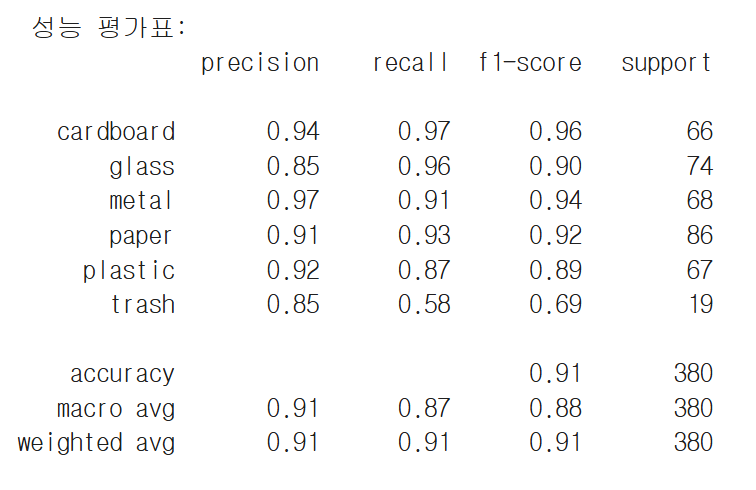 성능 평가표:
precision recall f1-score support
cardboard 0.94 0.97 0.96 66
glass 0.85 0.96 0.90 74
metal 0.97 0.91 0.94 68
paper 0.91 0.93 0.92 86
plastic 0.92 0.87 0.89 67
trash 0.85 0.58 0.69 19
accuracy 0.91 380
macro avg 0.91 0.87 0.88 380
weighted avg 0.91 0.91 0.91 380